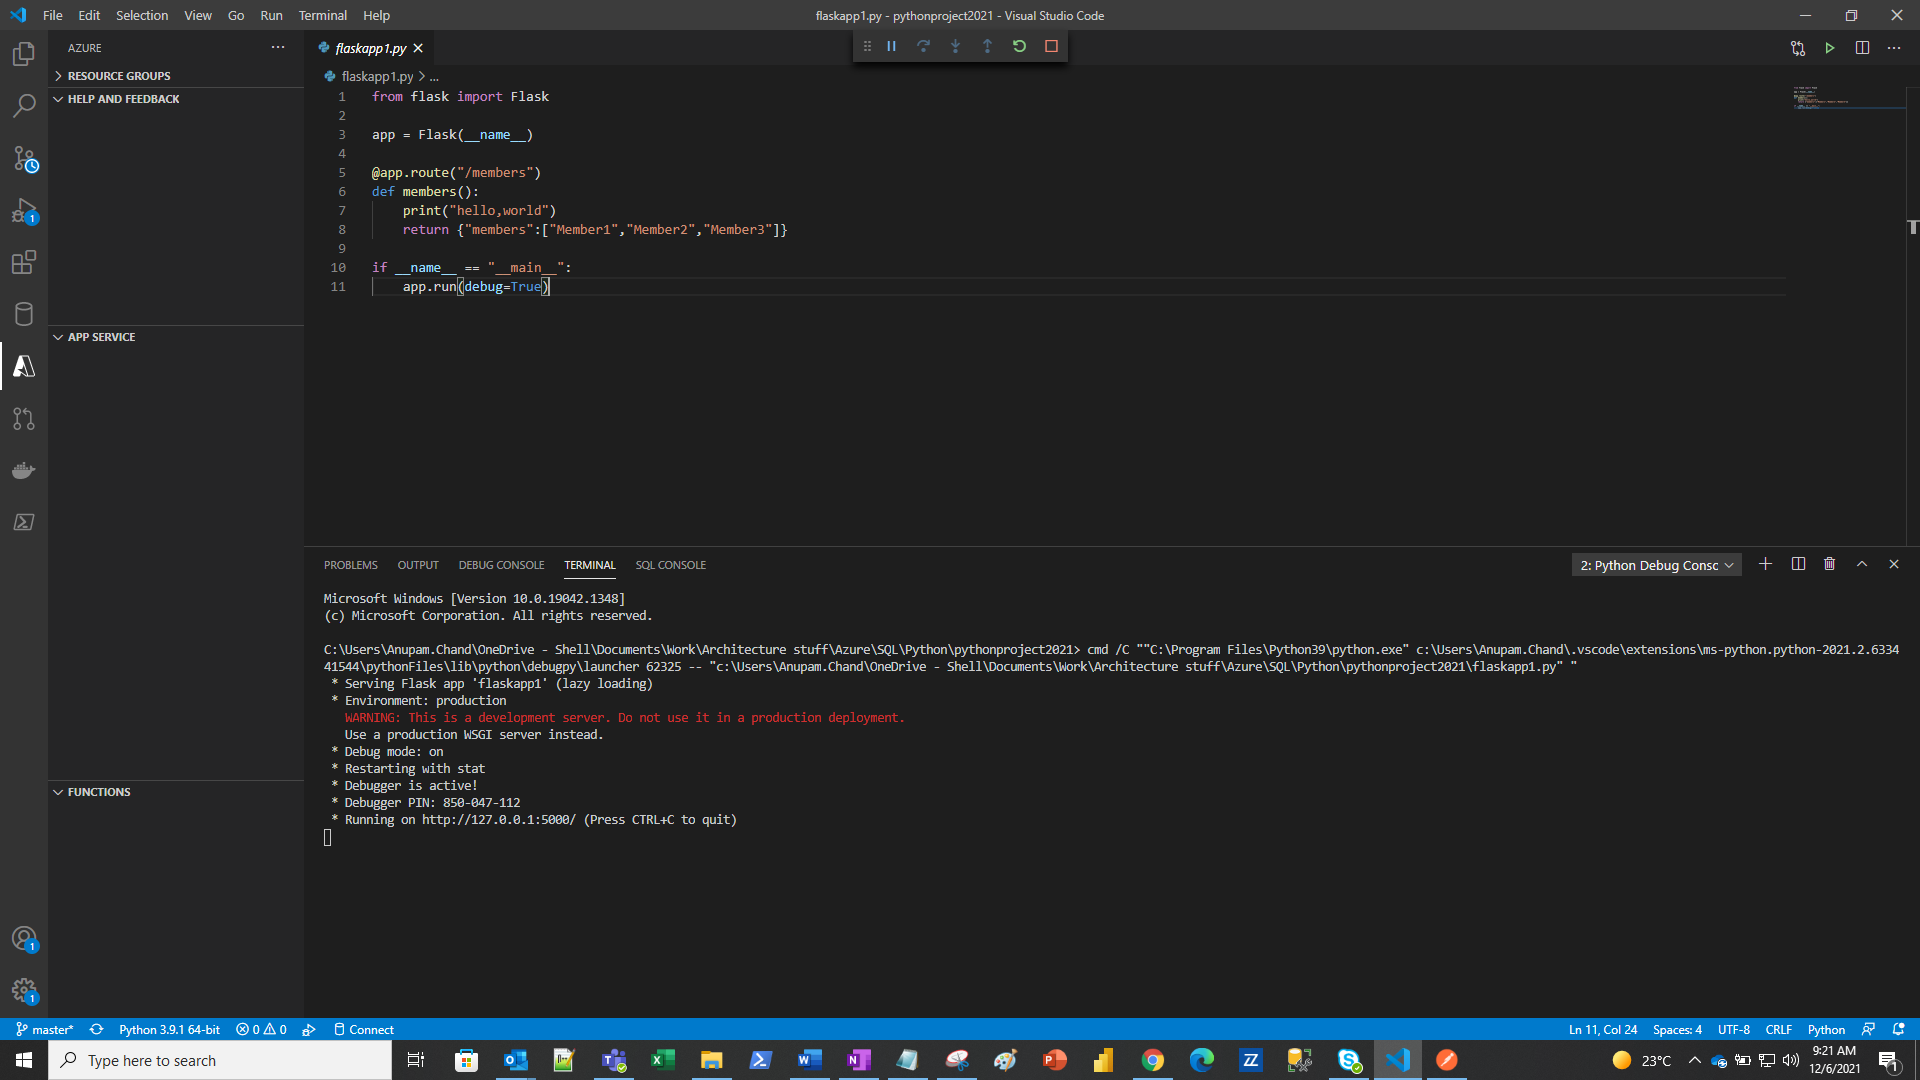 File Edit Selection View Go Run Terminal Help
flaskapp1.py - pythonproject2021 - Visual Studio Code
AZURE
RESOURCE GROUPS
HELP AND FEEDBACK
APP SERVICE
FUNCTIONS
flaskapp1.py
flaskapp1.py > ...
1 from flask import Flask
2
3 app = Flask(__name__)
4
5 @app.route("/members")
6 def members():
7 print("hello,world")
8 return {"members":["Member1","Member2","Member3"]}
9
10 if __name__ == "__main__":
11 app.run(debug=True)
PROBLEMS OUTPUT DEBUG CONSOLE TERMINAL SQL CONSOLE
2: Python Debug Consc
Microsoft Windows [Version 10.0.19042.1348]
(c) Microsoft Corporation. All rights reserved.
C:\Users\Anupam.Chand\OneDrive - Shell\Documents\Work\Architecture stuff\Azure\SQL\Python\pythonproject2021> cmd /C ""C:\Program Files\Python39\python.exe" c:\Users\Anupam.Chand\.vscode\extensions\ms-python.python-2021.2.6334
41544\pythonFiles\lib\python\debugpy\launcher 62325 -- "c:\Users\Anupam.Chand\OneDrive - Shell\Documents\Work\Architecture stuff\Azure\SQL\Python\pythonproject2021\flaskapp1.py" "
* Serving Flask app 'flaskapp1' (lazy loading)
* Environment: production
WARNING: This is a development server. Do not use it in a production deployment.
Use a production WSGI server instead.
* Debug mode: on
* Restarting with stat
* Debugger is active!
* Debugger PIN: 850-047-112
* Running on http://127.0.0.1:5000/ (Press CTRL+C to quit)
1
1
1
master* Python 3.9.1 64-bit 0 0 Connect
Ln 11, Col 24 Spaces: 4 UTF-8 CRLF Python
Type here to search
23°C
9:21 AM
12/6/2021
1